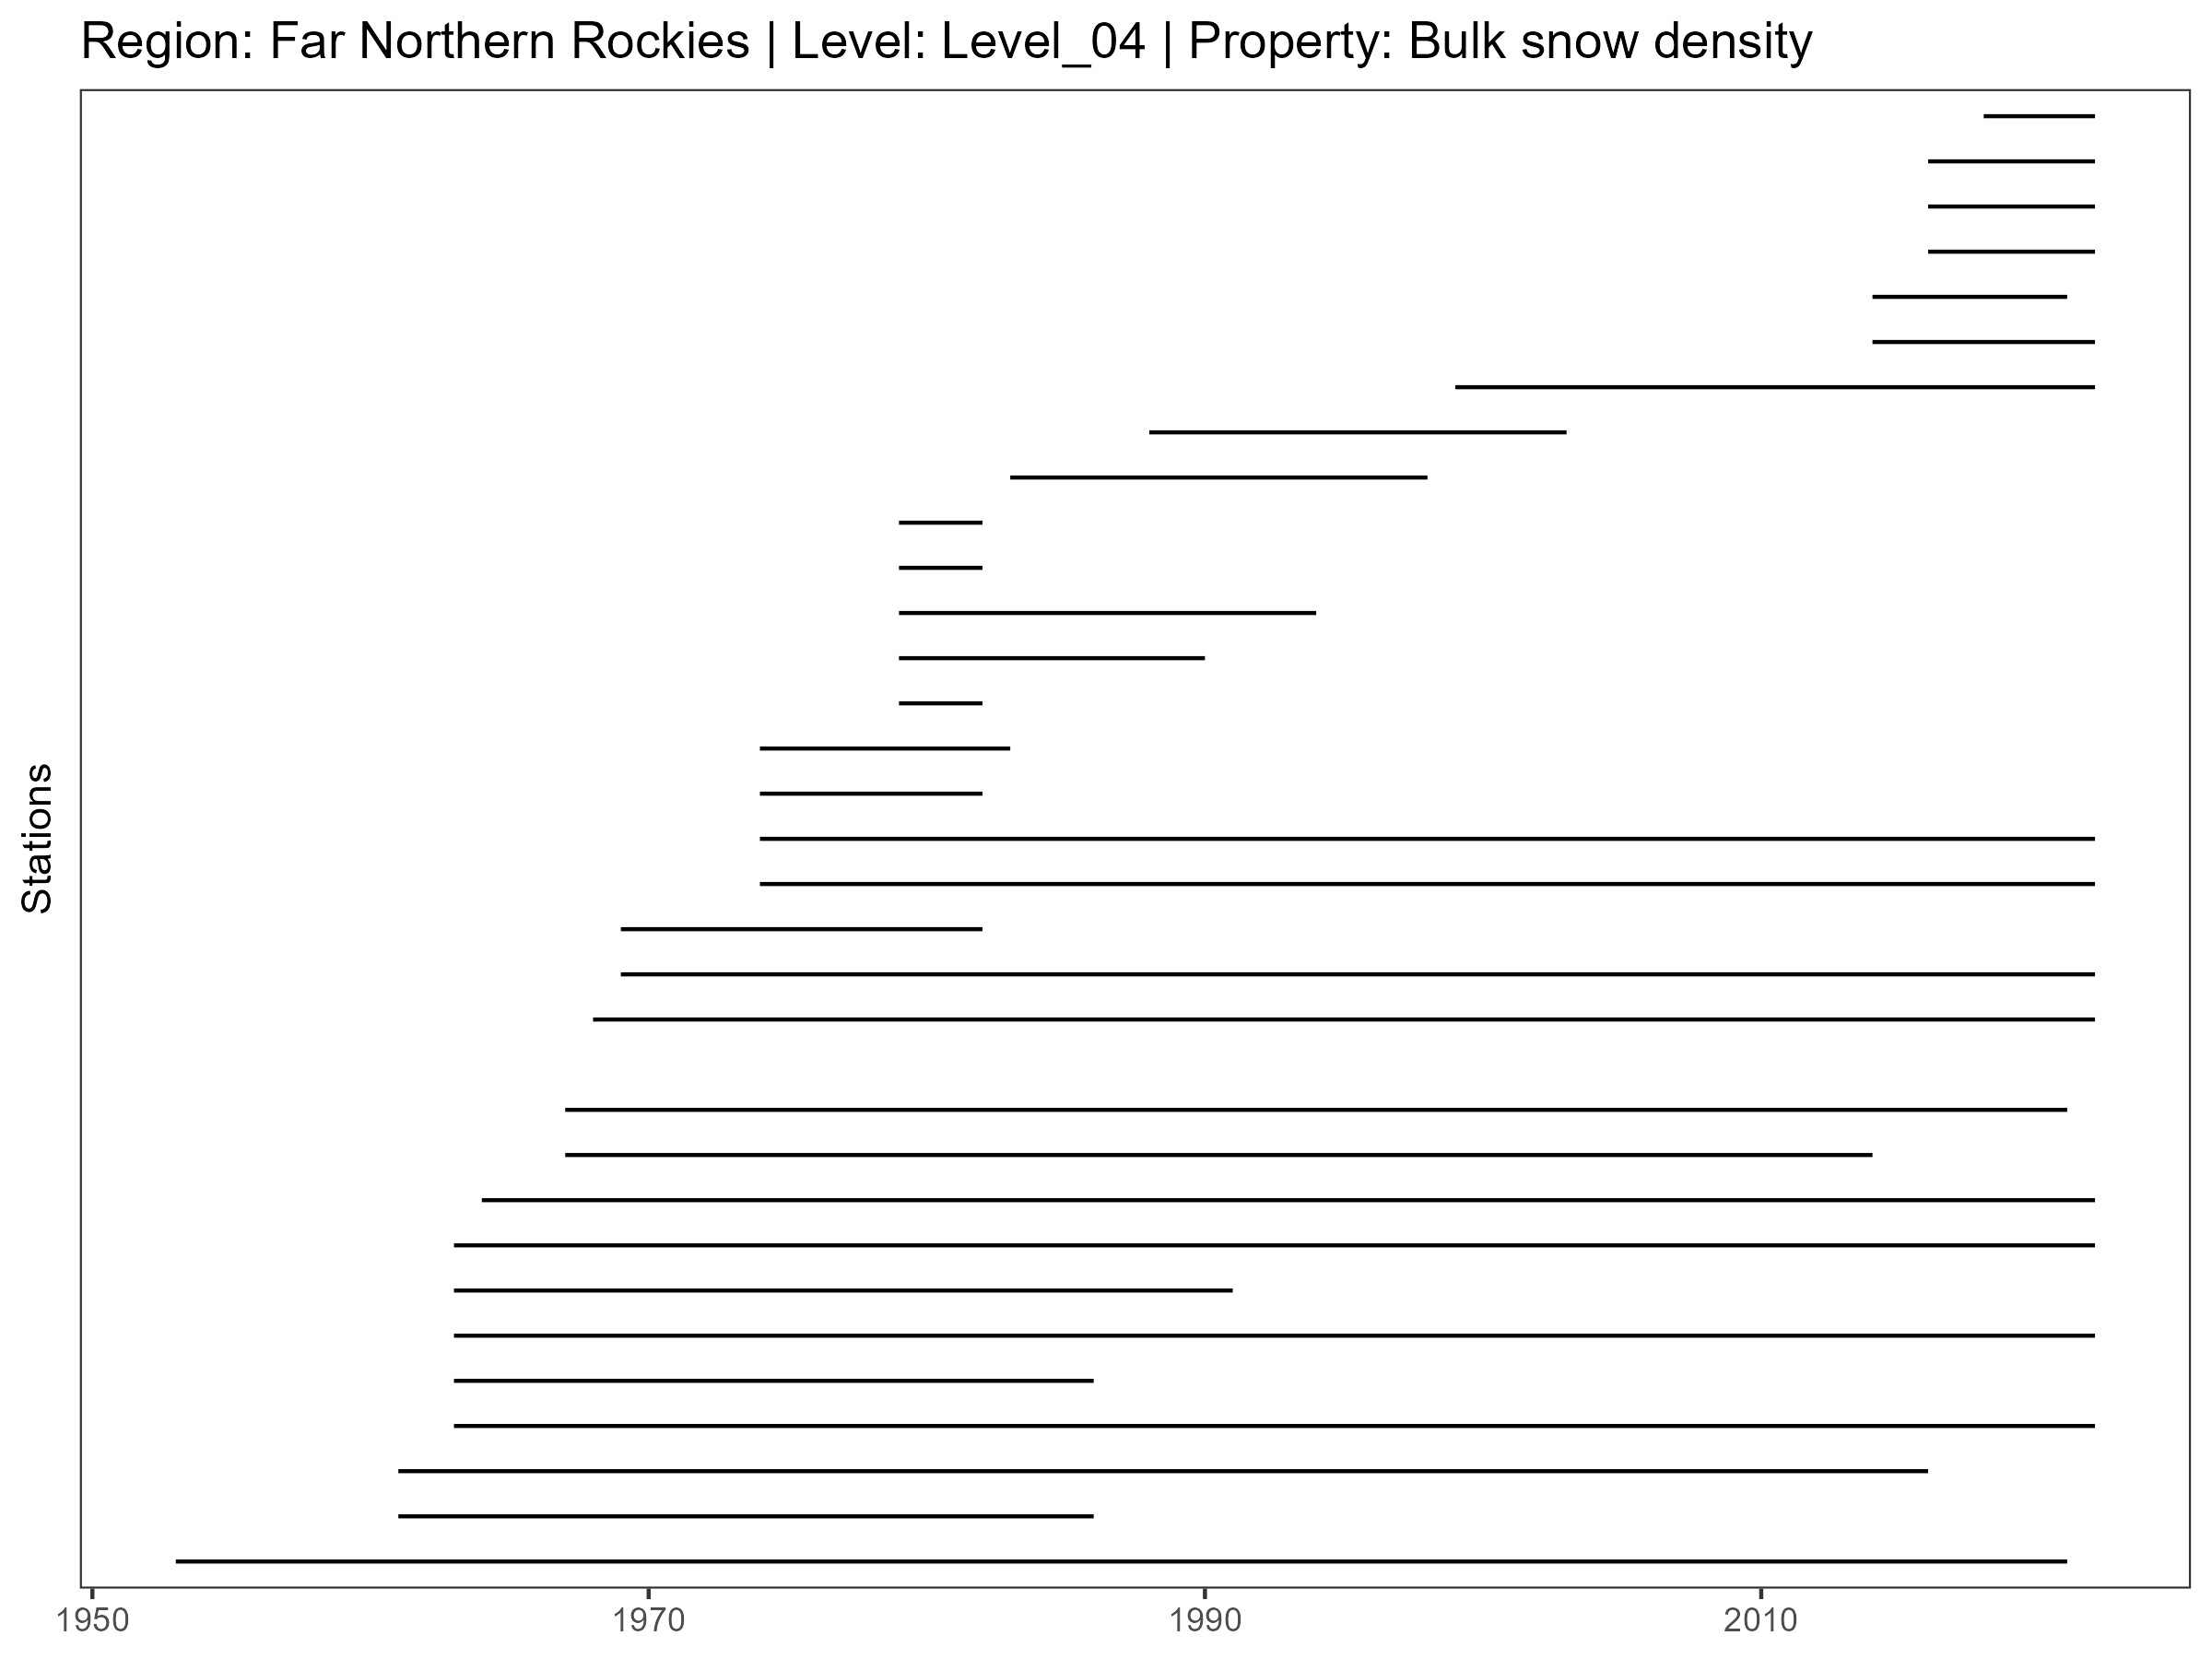 Region: Far Northern Rockies | Level: Level_04 | Property: Bulk snow density
Stations
1950 1970 1990 2010